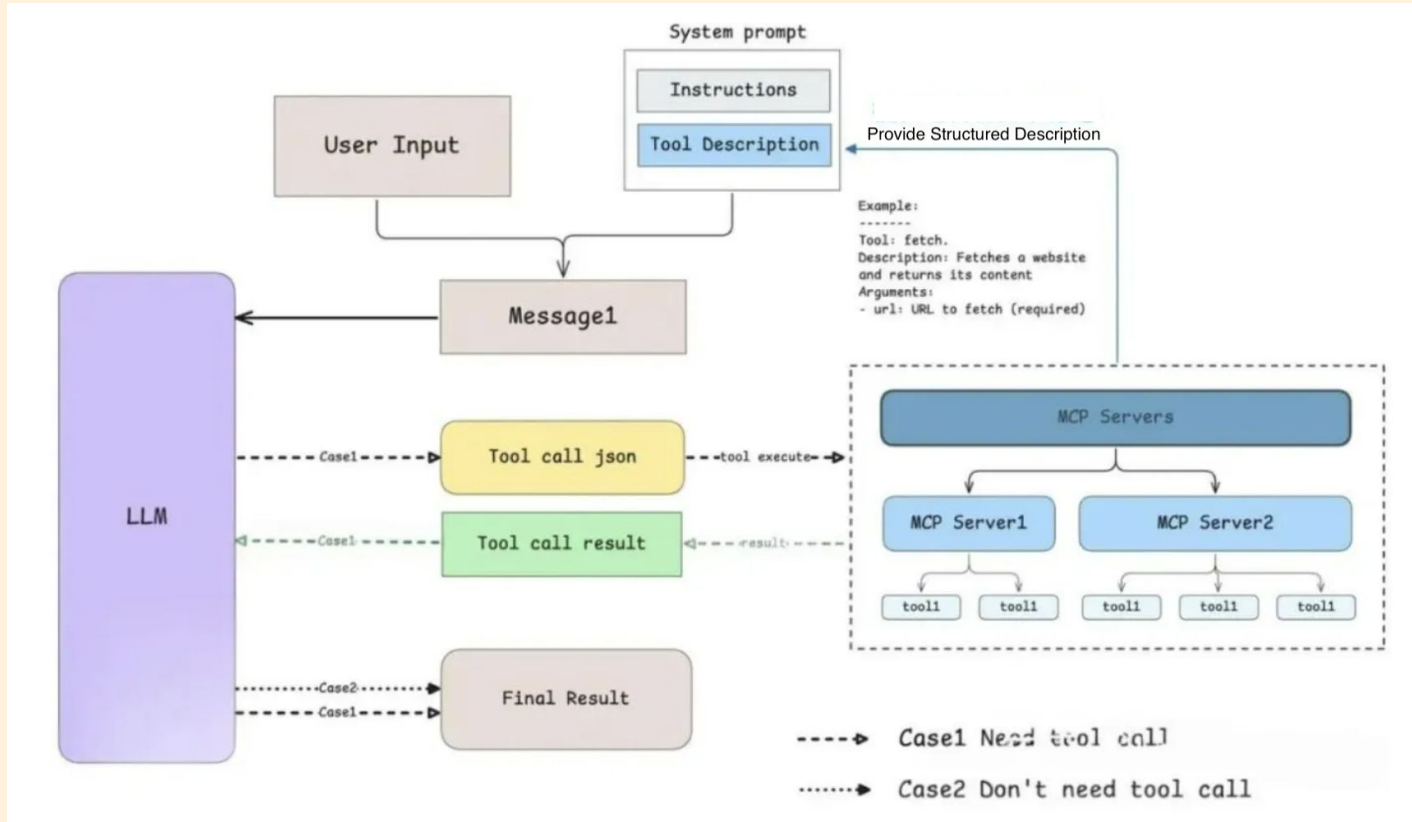 System prompt
Instructions
Tool Description
User Input
Provide Structured Description
Example:
-------
Tool: fetch.
Description: Fetches a website
and returns its content
Arguments:
- url: URL to fetch (required)
Message1
LLM
Case1
Tool call json
tool execute
Case1
Tool call result
result
MCP Servers
MCP Server1
MCP Server2
tool1
tool1
tool1
tool1
tool1
Case2
Case1
Final Result
Case1 Need tool call
Case2 Don't need tool call